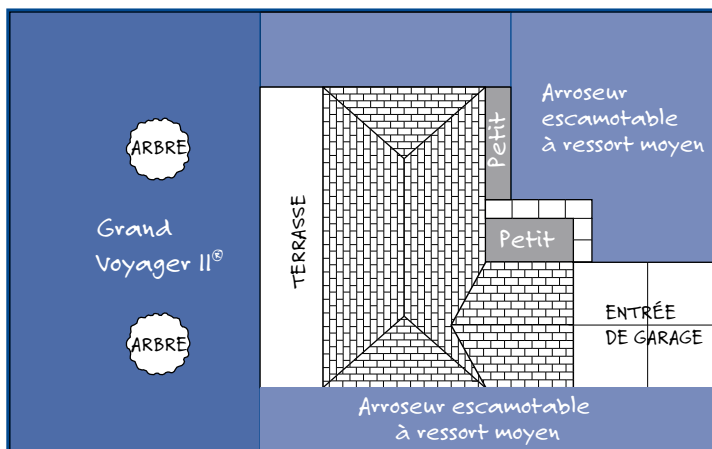 ARBRE
Grand
Voyager II®
ARBRE
TERRASSE
Petit
Petit
Arroseur
escamotable
à ressort moyen
ENTRÉE
DE GARAGE
Arroseur escamotable
à ressort moyen